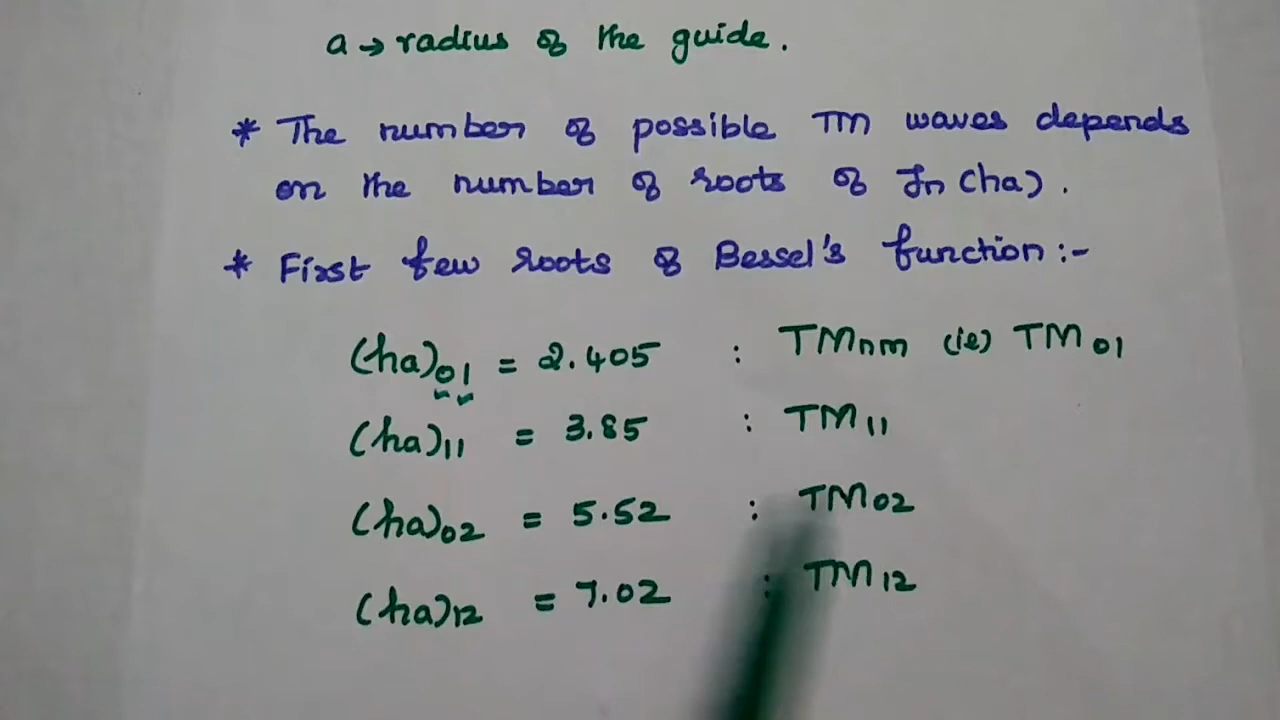 a → radius of the guide.
* The number of possible TM waves depends
on the number of roots of Jn (ha).
* First few roots of Bessel's function :-
(ha)01 = 2.405 : TMnm (ie) TM01
(ha)11 = 3.85 : TM11
(ha)02 = 5.52 : TM02
(ha)12 = 7.02 : TM12